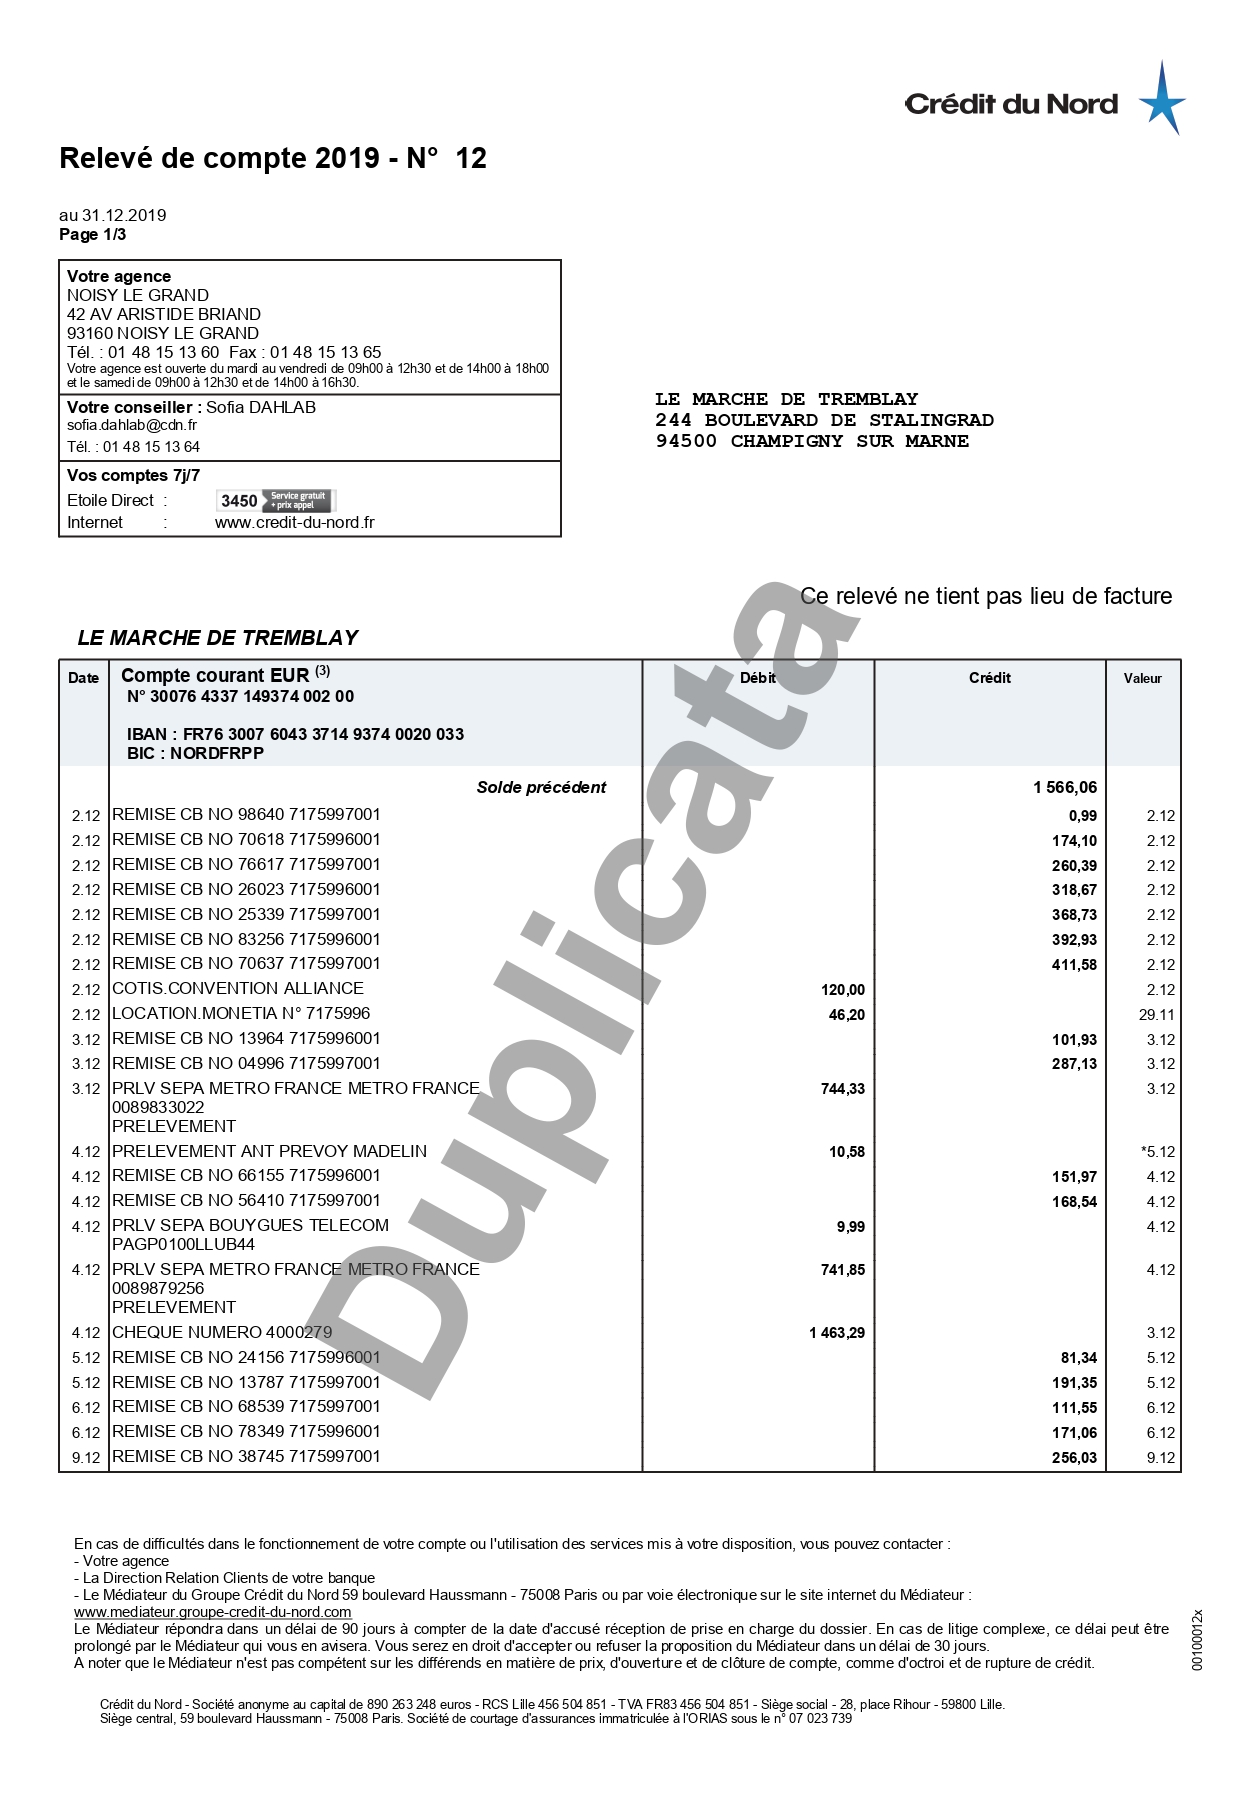 Crédit du Nord
Relevé de compte 2019 - N° 12
au 31.12.2019
Page 1/3
Votre agence
NOISY LE GRAND
42 AV ARISTIDE BRIAND
93160 NOISY LE GRAND
Tél. : 01 48 15 13 60 Fax : 01 48 15 13 65
Votre agence est ouverte du mardi au vendredi de 09h00 à 12h30 et de 14h00 à 18h00
et le samedi de 09h00 à 12h30 et de 14h00 à 16h30.
Votre conseiller : Sofia DAHLAB
sofia.dahlab@cdn.fr
Tél. : 01 48 15 13 64
Vos comptes 7j/7
Etoile Direct : 3450 Service gratuit + prix appel
Internet : www.credit-du-nord.fr
LE MARCHE DE TREMBLAY
244 BOULEVARD DE STALINGRAD
94500 CHAMPIGNY SUR MARNE
Ce relevé ne tient pas lieu de facture
LE MARCHE DE TREMBLAY
Date Compte courant EUR (3) Débit Crédit Valeur
N° 30076 4337 149374 002 00
IBAN : FR76 3007 6043 3714 9374 0020 033
BIC : NORDFRPP
Solde précédent 1 566,06
2.12 REMISE CB NO 98640 7175997001 0,99 2.12
2.12 REMISE CB NO 70618 7175996001 174,10 2.12
2.12 REMISE CB NO 76617 7175997001 260,39 2.12
2.12 REMISE CB NO 26023 7175996001 318,67 2.12
2.12 REMISE CB NO 25339 7175997001 368,73 2.12
2.12 REMISE CB NO 83256 7175996001 392,93 2.12
2.12 REMISE CB NO 70637 7175997001 411,58 2.12
2.12 COTIS.CONVENTION ALLIANCE 120,00 2.12
2.12 LOCATION.MONETIA N° 7175996 46,20 29.11
3.12 REMISE CB NO 13964 7175996001 101,93 3.12
3.12 REMISE CB NO 04996 7175997001 287,13 3.12
3.12 PRLV SEPA METRO FRANCE METRO FRANCE 744,33 3.12
0089833022
PRELEVEMENT
4.12 PRELEVEMENT ANT PREVOY MADELIN 10,58 *5.12
4.12 REMISE CB NO 66155 7175996001 151,97 4.12
4.12 REMISE CB NO 56410 7175997001 168,54 4.12
4.12 PRLV SEPA BOUYGUES TELECOM 9,99 4.12
PAGP0100LLUB44
4.12 PRLV SEPA METRO FRANCE METRO FRANCE 741,85 4.12
0089879256
PRELEVEMENT
4.12 CHEQUE NUMERO 4000279 1 463,29 3.12
5.12 REMISE CB NO 24156 7175996001 81,34 5.12
5.12 REMISE CB NO 13787 7175997001 191,35 5.12
6.12 REMISE CB NO 68539 7175997001 111,55 6.12
6.12 REMISE CB NO 78349 7175996001 171,06 6.12
9.12 REMISE CB NO 38745 7175997001 256,03 9.12
Duplicata
En cas de difficultés dans le fonctionnement de votre compte ou l'utilisation des services mis à votre disposition, vous pouvez contacter :
- Votre agence
- La Direction Relation Clients de votre banque
- Le Médiateur du Groupe Crédit du Nord 59 boulevard Haussmann - 75008 Paris ou par voie électronique sur le site internet du Médiateur :
www.mediateur.groupe-credit-du-nord.com
Le Médiateur répondra dans un délai de 90 jours à compter de la date d'accusé réception de prise en charge du dossier. En cas de litige complexe, ce délai peut être
prolongé par le Médiateur qui vous en avisera. Vous serez en droit d'accepter ou refuser la proposition du Médiateur dans un délai de 30 jours.
A noter que le Médiateur n'est pas compétent sur les différends en matière de prix, d'ouverture et de clôture de compte, comme d'octroi et de rupture de crédit.
00100012x
Crédit du Nord - Société anonyme au capital de 890 263 248 euros - RCS Lille 456 504 851 - TVA FR83 456 504 851 - Siège social - 28, place Rihour - 59800 Lille.
Siège central, 59 boulevard Haussmann - 75008 Paris. Société de courtage d'assurances immatriculée à l'ORIAS sous le n° 07 023 739